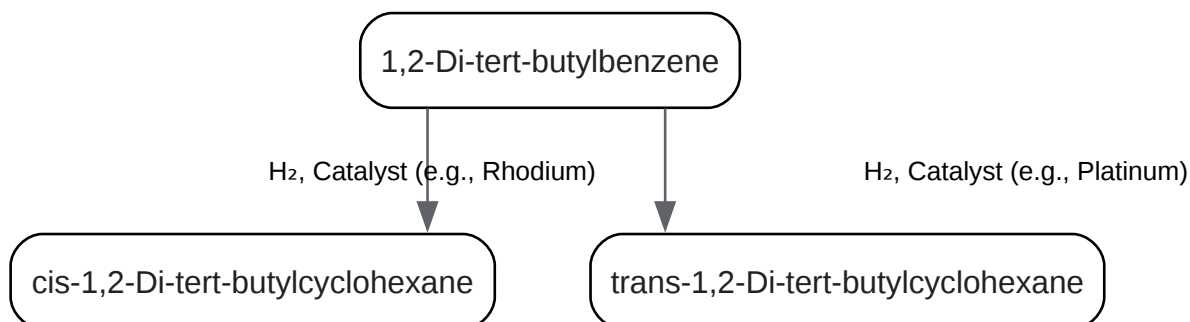 1,2-Di-tert-butylbenzene
H₂, Catalyst (e.g., Rhodium)
H₂, Catalyst (e.g., Platinum)
cis-1,2-Di-tert-butylcyclohexane
trans-1,2-Di-tert-butylcyclohexane